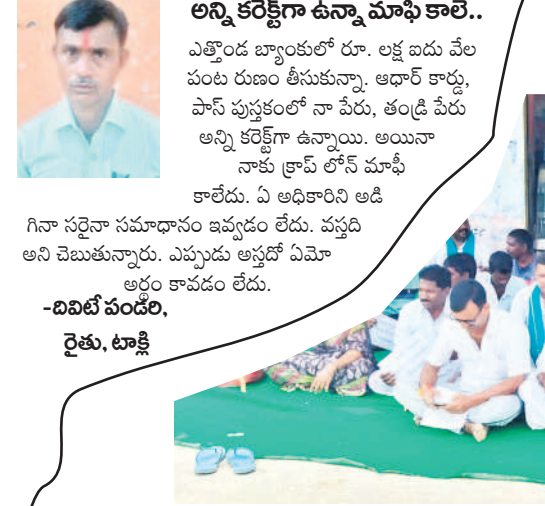 అన్ని కరెక్ట్‌గా ఉన్నా మాఫీ కాలే..
ఎత్తొండ బ్యాంకులో రూ. లక్ష ఐదు వేల
పంట రుణం తీసుకున్నా. ఆధార్ కార్డు,
పాస్ పుస్తకంలో నా పేరు, తండ్రి పేరు
అన్ని కరెక్ట్‌గా ఉన్నాయి. అయినా
నాకు క్రాప్ లోన్ మాఫీ
కాలేదు. ఏ అధికారిని అడి
గినా సరైనా సమాధానం ఇవ్వడం లేదు. వస్తది
అని చెబుతున్నారు. ఎప్పుడు అస్తదో ఏమో
అర్థం కావడం లేదు.
-దివిటే పండరి,
రైతు, టాక్లి